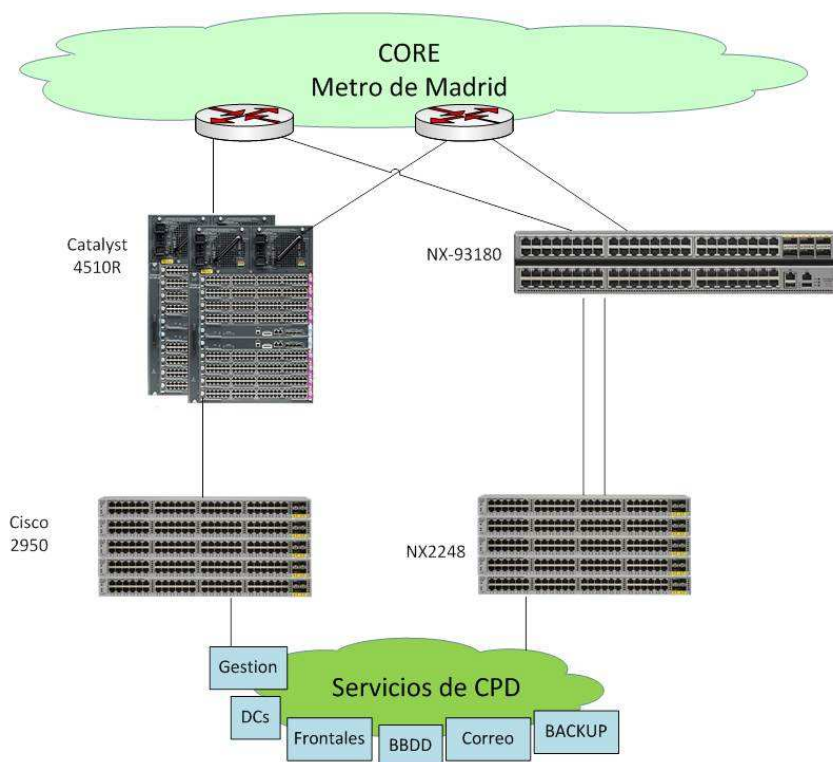 CORE
Metro de Madrid
Catalyst
4510R
NX-93180
Cisco
2950
NX2248
Gestion
Servicios de CPD
DCs
Frontales
BBDD
Correo
BACKUP